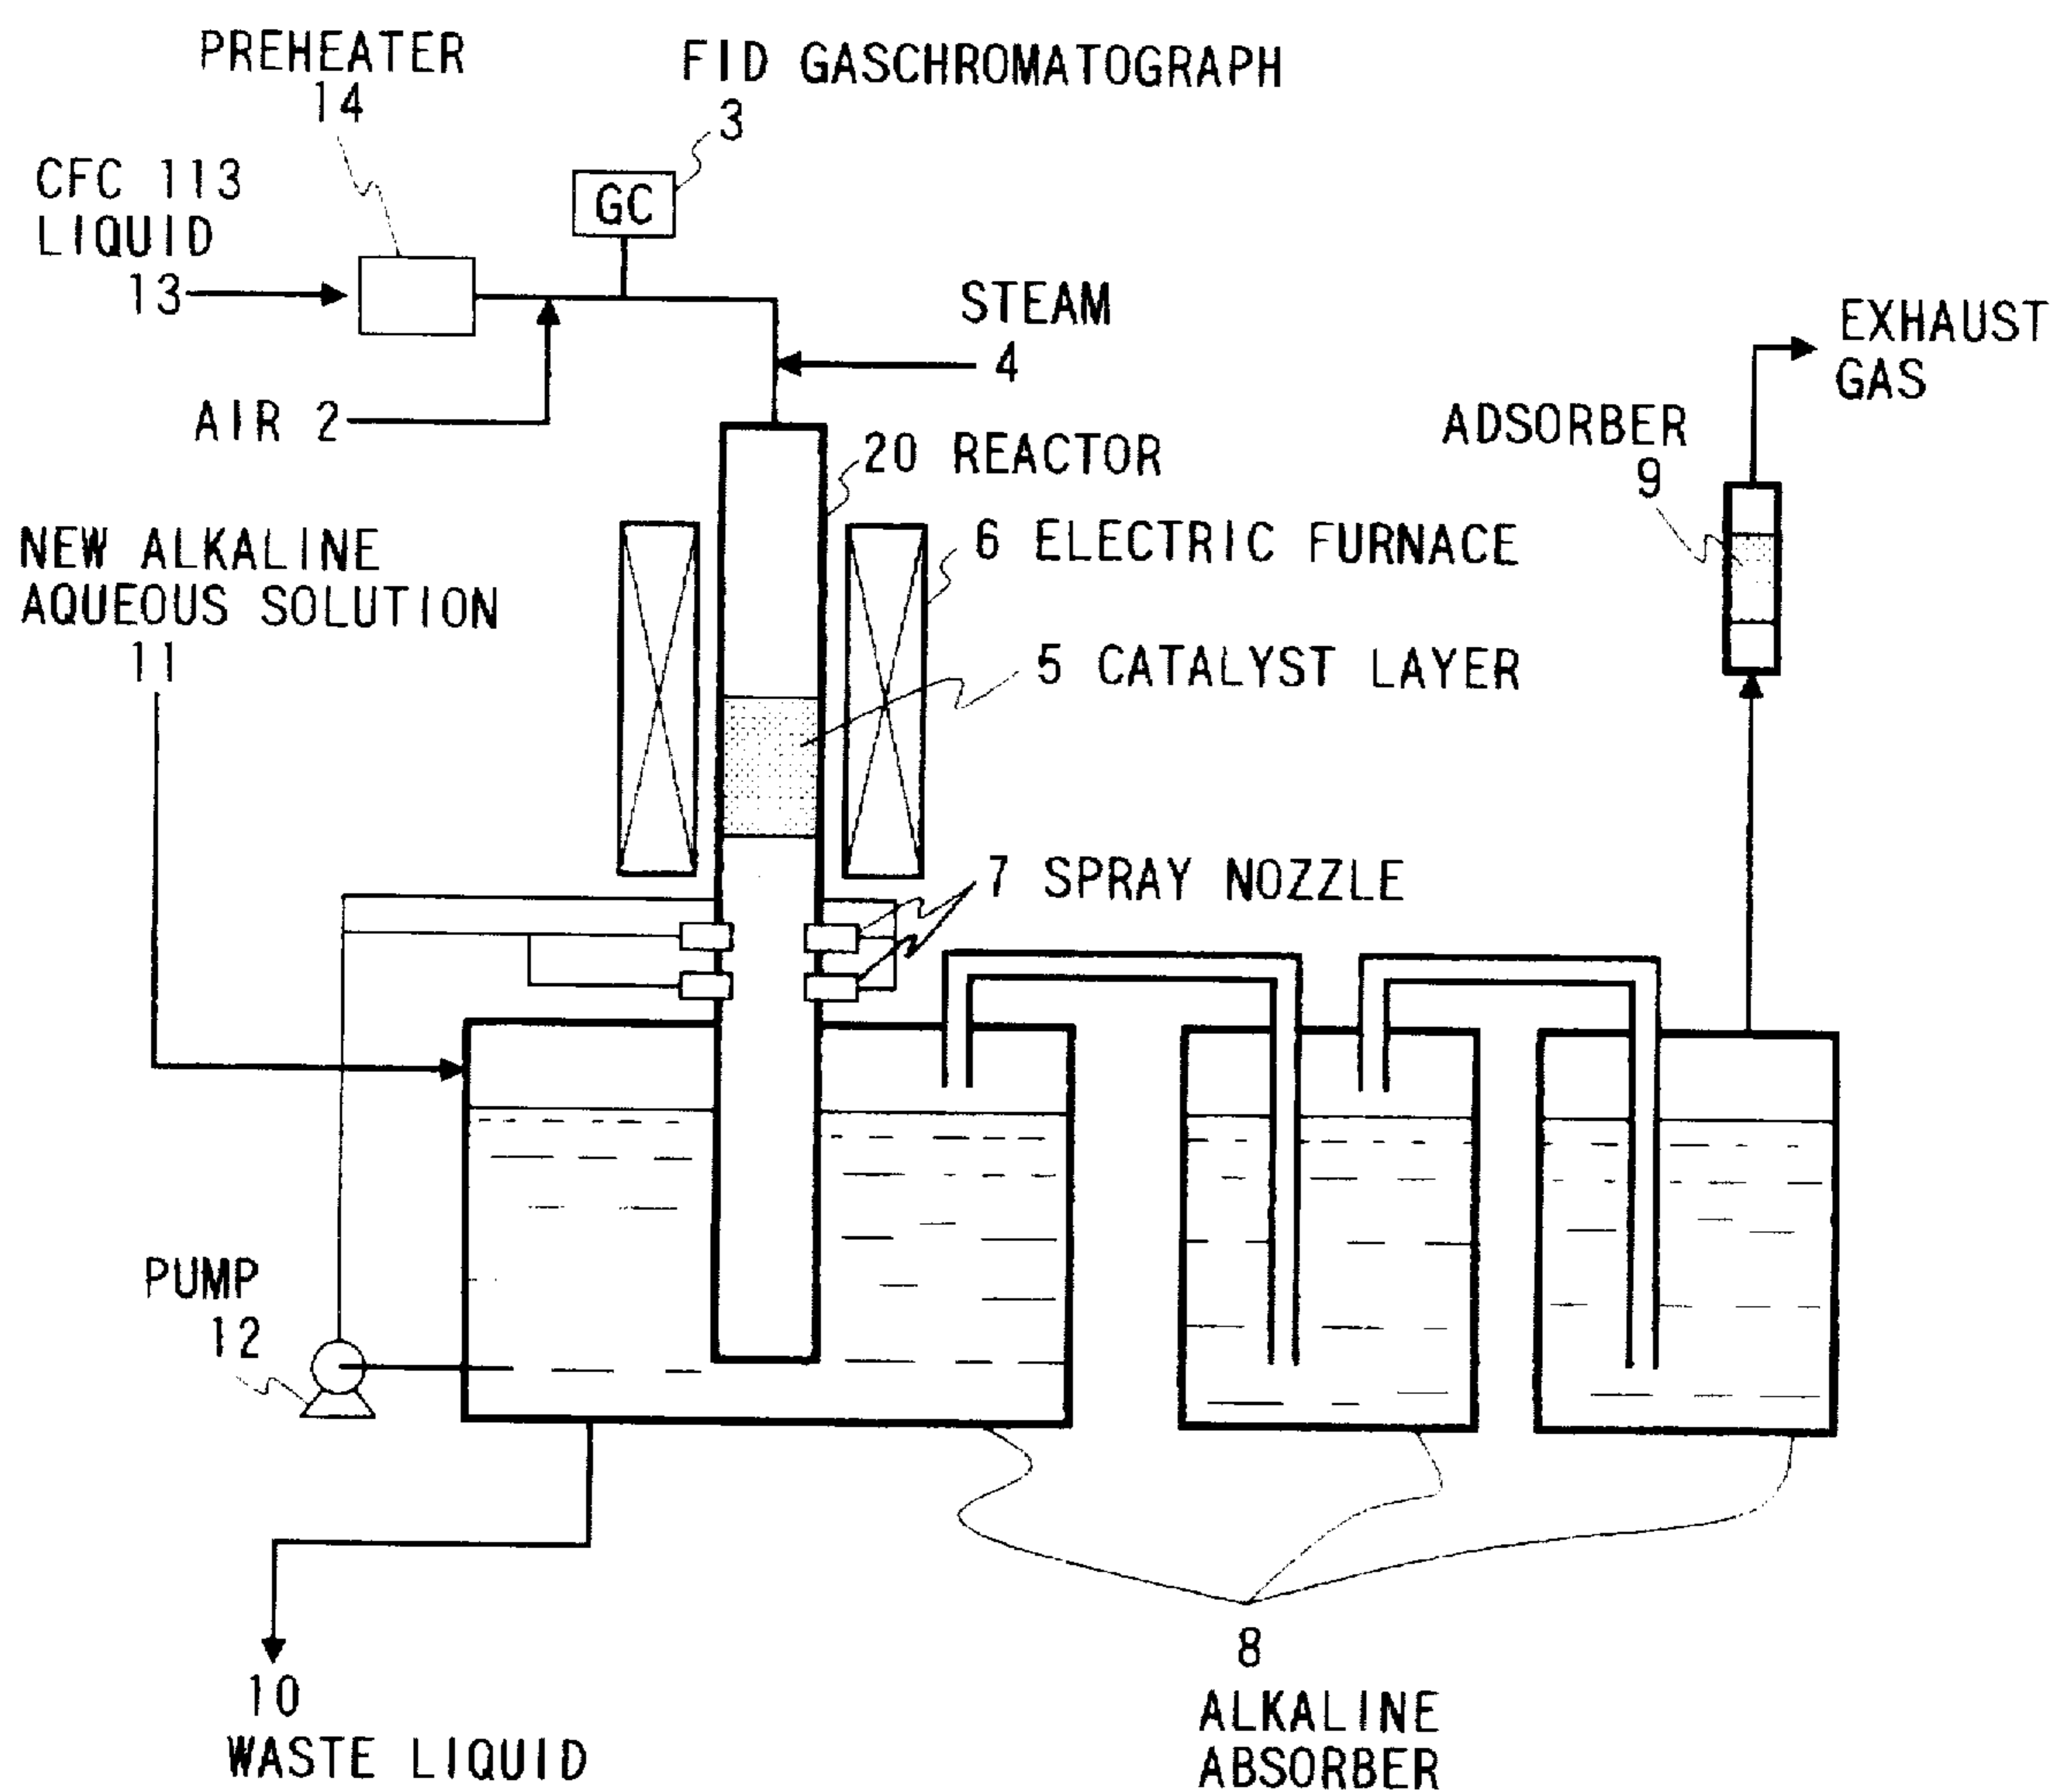 PREHEATER
14
FID GASCHROMATOGRAPH
3
CFC 113
LIQUID
13
GC
STEAM
4
AIR 2
EXHAUST
GAS
ADSORBER
9
20 REACTOR
NEW ALKALINE
AQUEOUS SOLUTION
11
6 ELECTRIC FURNACE
5 CATALYST LAYER
7 SPRAY NOZZLE
PUMP
12
10
WASTE LIQUID
8
ALKALINE
ABSORBER